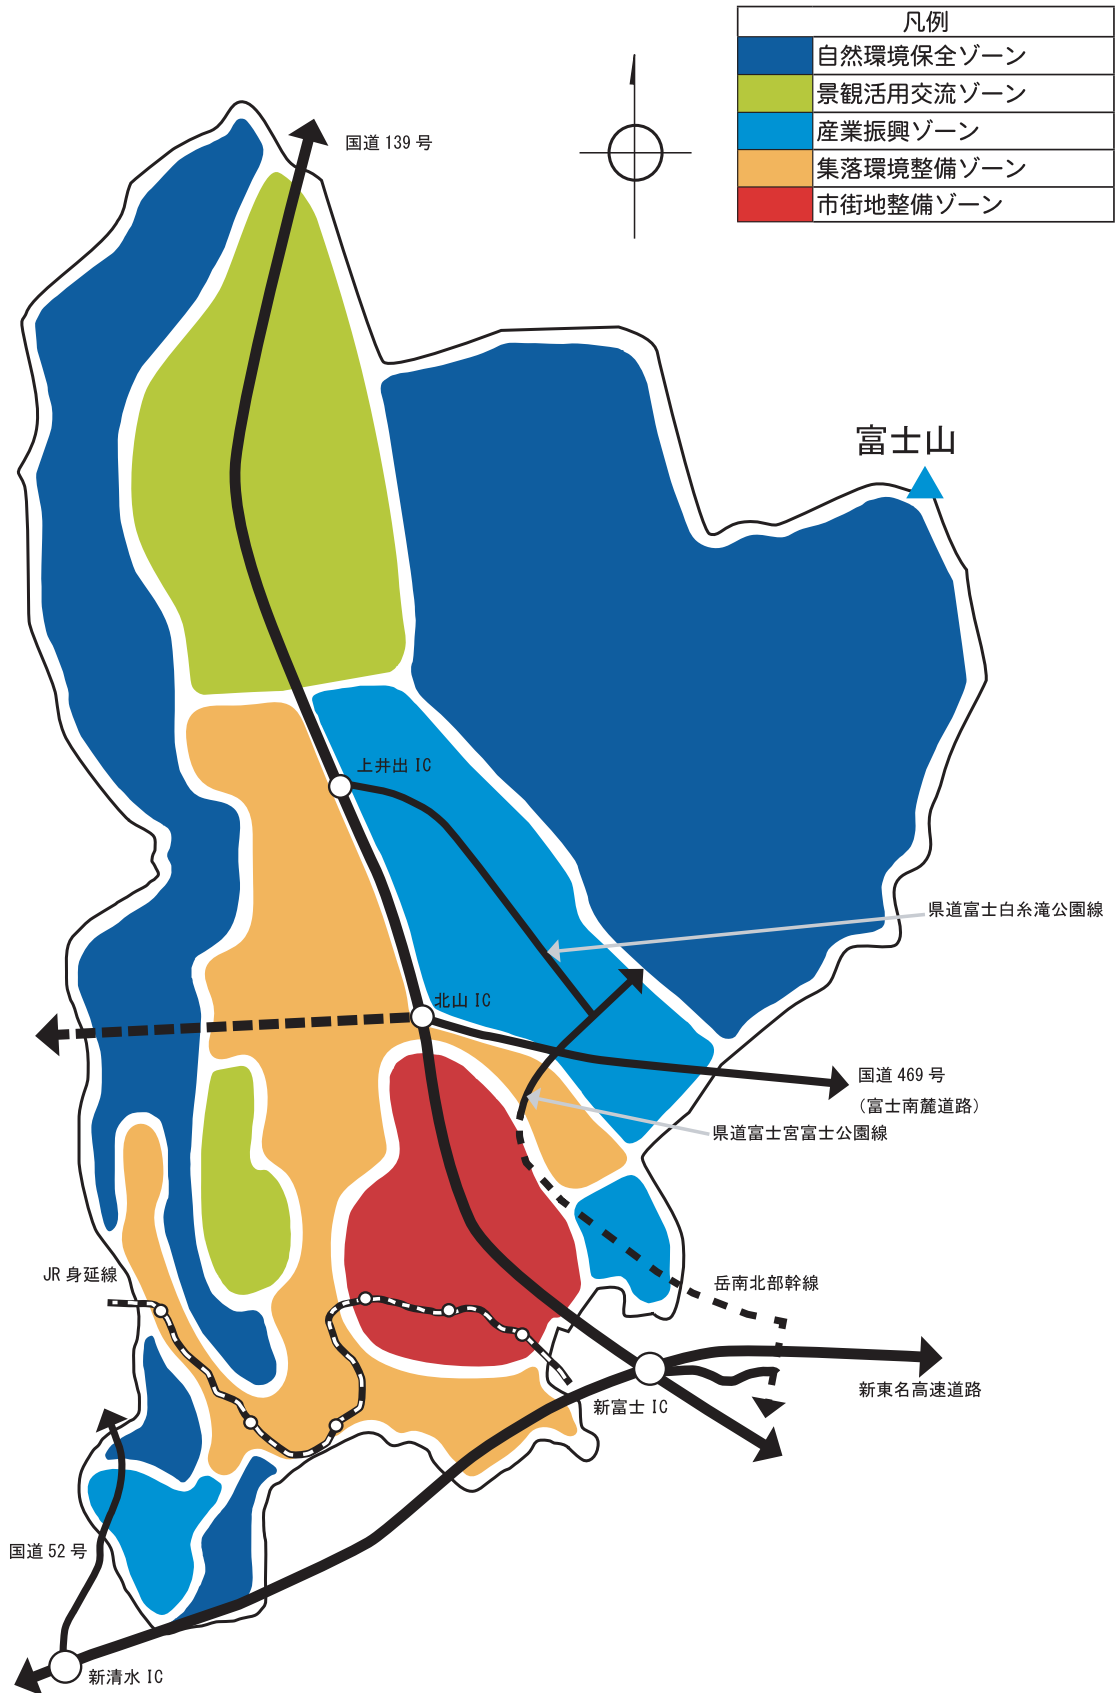 凡例
自然環境保全ゾーン
景観活用交流ゾーン
産業振興ゾーン
集落環境整備ゾーン
市街地整備ゾーン
国道 139 号
富士山
上井出 IC
県道富士白糸滝公園線
北山 IC
国道 469 号
（富士南麓道路）
県道富士宮富士公園線
JR 身延線
岳南北部幹線
新東名高速道路
新富士 IC
国道 52 号
新清水 IC